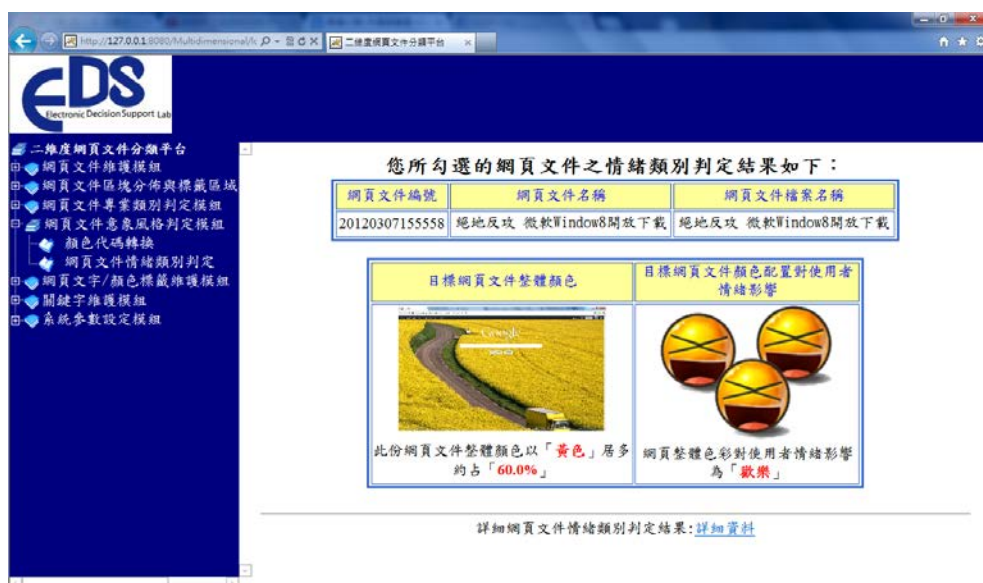 http://127.0.0.1:8080/Multidimensional/lc
二維度網頁文件分類平台
EDS
Electronic Decision Support Lab
二維度網頁文件分類平台
網頁文件維護模組
網頁文件區塊分佈與標籤區域
網頁文件專業類別判定模組
網頁文件意象風格判定模組
顏色代碼轉換
網頁文件情緒類別判定
網頁文字/顏色標籤維護模組
關鍵字維護模組
系統參數設定模組
您所勾選的網頁文件之情緒類別判定結果如下：
網頁文件編號 網頁文件名稱 網頁文件檔案名稱
20120307155558 絕地反攻 微軟Window8開放下載 絕地反攻 微軟Window8開放下載
目標網頁文件整體顏色
目標網頁文件顏色配置對使用者
情緒影響
Google
此份網頁文件整體顏色以「黃色」居多
約占「60.0%」
網頁整體色彩對使用者情緒影響
為「歡樂」
詳細網頁文件情緒類別判定結果:詳細資料